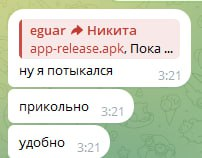 eguar Никита
app-release.apk, Пока ...
ну я потыкался
3:21
прикольно 3:21
удобно 3:21